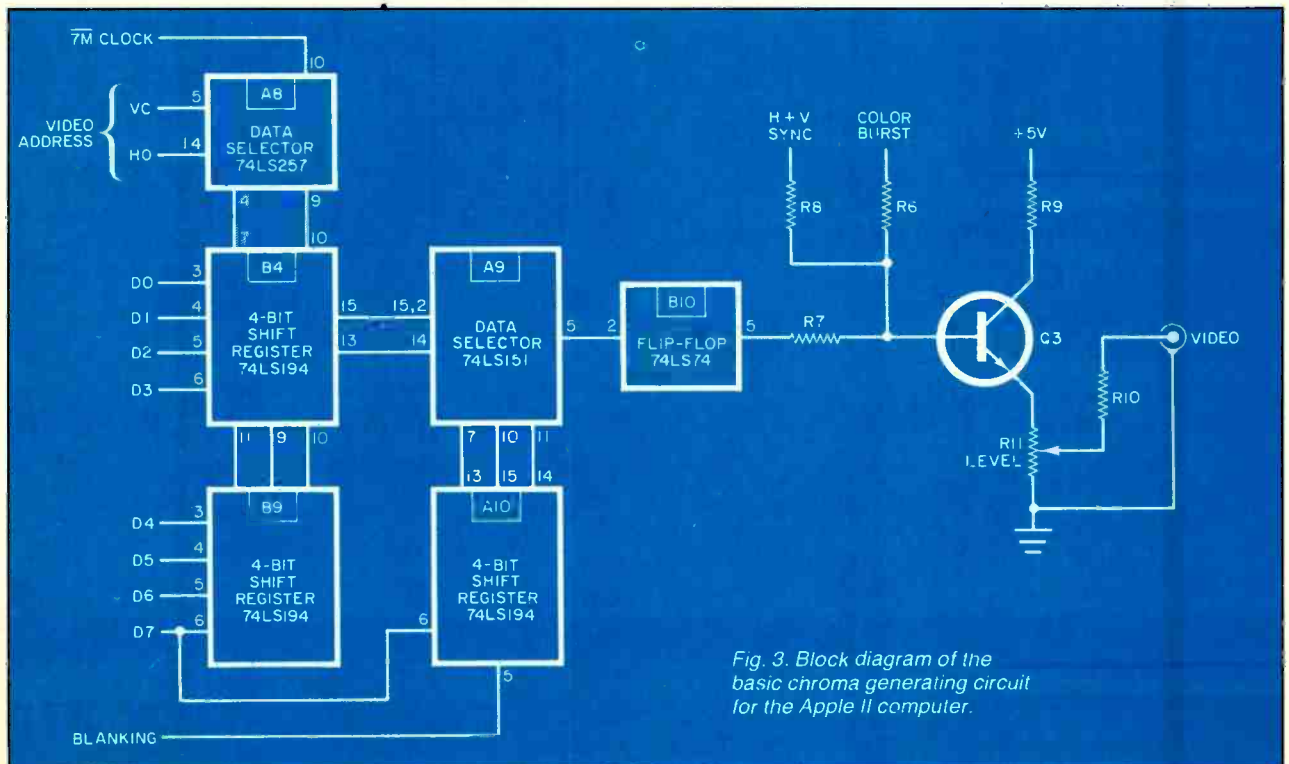 7M CLOCK
10
VIDEO
ADDRESS
VC
5
H0
14
A8
DATA
SELECTOR
74LS257
4
9
7
10
D0
3
D1
4
D2
5
D3
6
B4
4-BIT
SHIFT
REGISTER
74LS194
15
15,2
13
14
A9
DATA
SELECTOR
74LS151
5
2
B10
FLIP-FLOP
74LS74
5
R7
H + V
SYNC
R8
COLOR
BURST
R6
+5V
R9
Q3
VIDEO
R10
R11
LEVEL
11
9
10
7
10
11
13
15
14
D4
3
D5
4
D6
5
D7
6
B9
4-BIT
SHIFT
REGISTER
74LS194
6
A10
4-BIT
SHIFT
REGISTER
74LS194
5
BLANKING
Fig. 3. Block diagram of the
basic chroma generating circuit
for the Apple II computer.